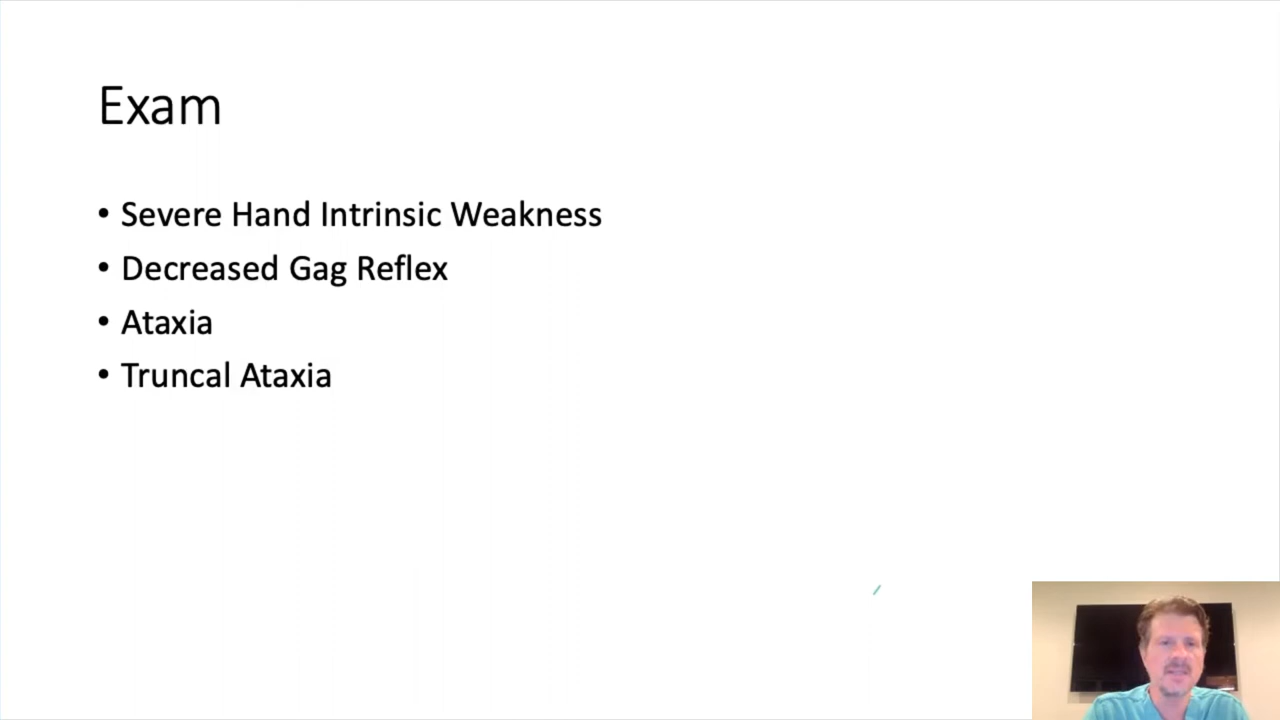 Exam
• Severe Hand Intrinsic Weakness
• Decreased Gag Reflex
• Ataxia
• Truncal Ataxia